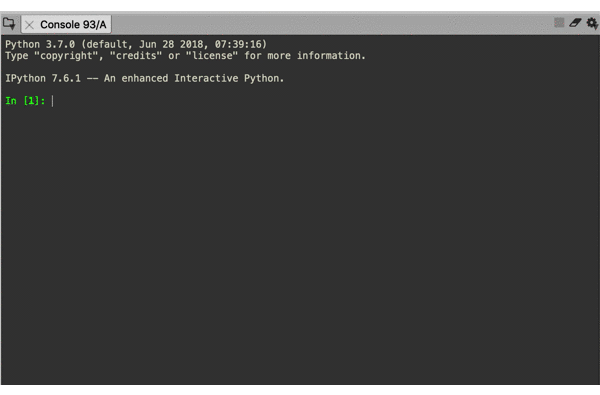 Console 93/A
Python 3.7.0 (default, Jun 28 2018, 07:39:16)
Type "copyright", "credits" or "license" for more information.
IPython 7.6.1 -- An enhanced Interactive Python.
In [1]: